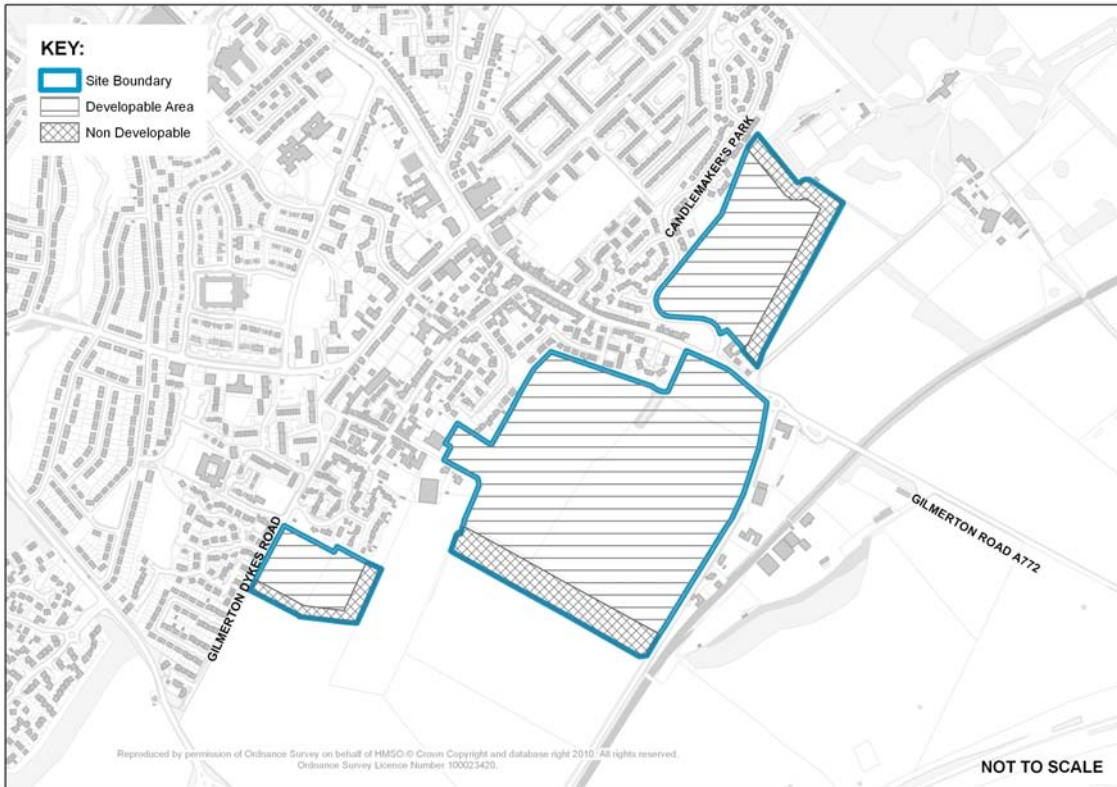 KEY:
Site Boundary
Developable Area
Non Developable
CANDLEMAKER'S PARK
GILMERTON DYKES ROAD
GILMERTON ROAD A772
Reproduced by permission of Ordnance Survey on behalf of HMSO © Crown Copyright and database right 2010. All rights reserved.
Ordnance Survey Licence Number 100023420.
NOT TO SCALE